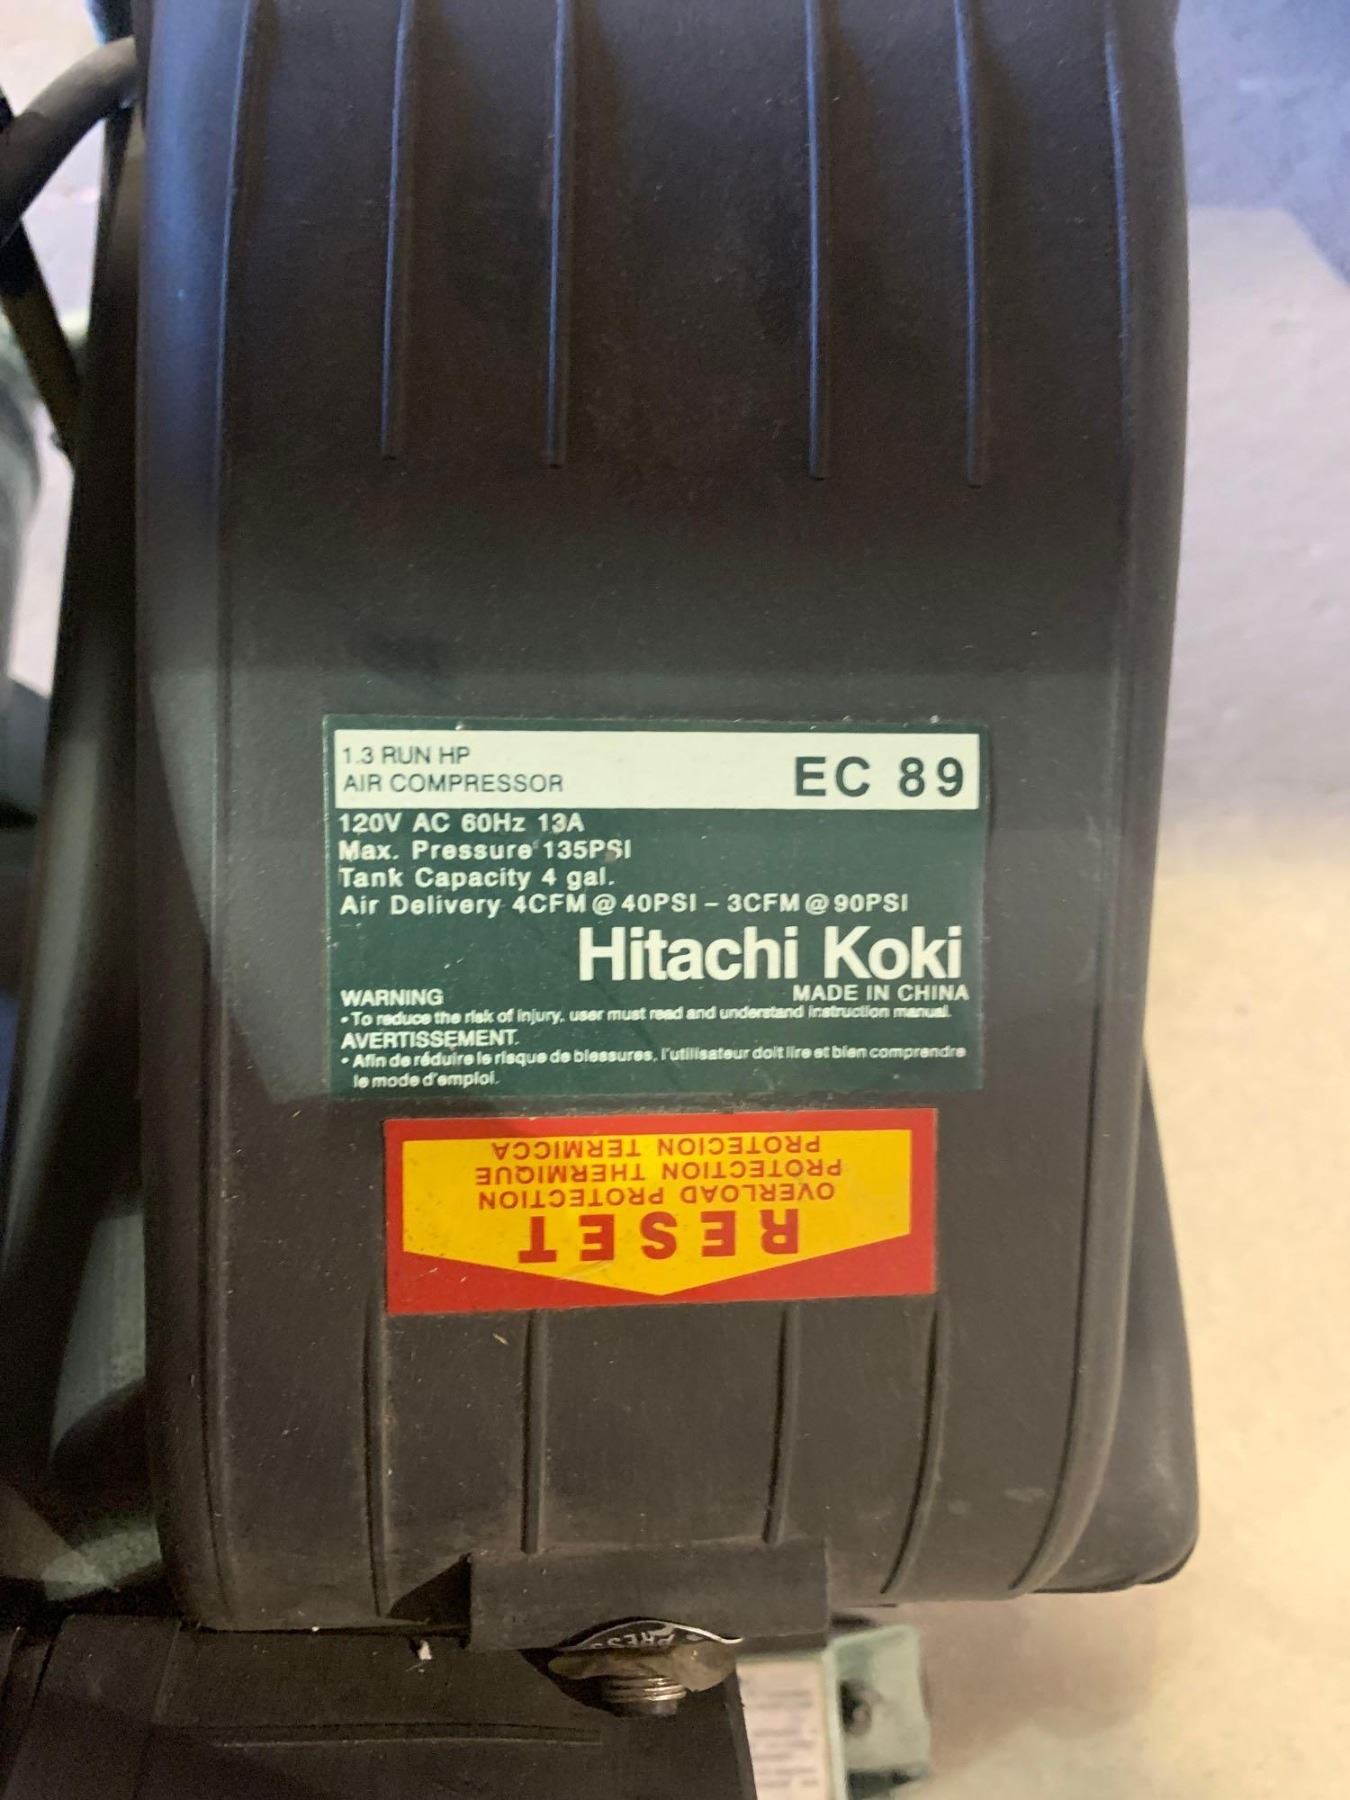 1.3 RUN HP
AIR COMPRESSOR
EC 89
120V AC 60Hz 13A
Max. Pressure 135PSI
Tank Capacity 4 gal.
Air Delivery 4CFM@40PSI – 3CFM@90PSI
Hitachi Koki
MADE IN CHINA
WARNING
• To reduce the risk of injury, user must read and understand instruction manual.
AVERTISSEMENT.
• Afin de réduire le risque de blessures, l'utilisateur doit lire et bien comprendre
le mode d'emploi.
RESET
OVERLOAD PROTECTION
PROTECTION THERMIQUE
PROTECION TERMICCA